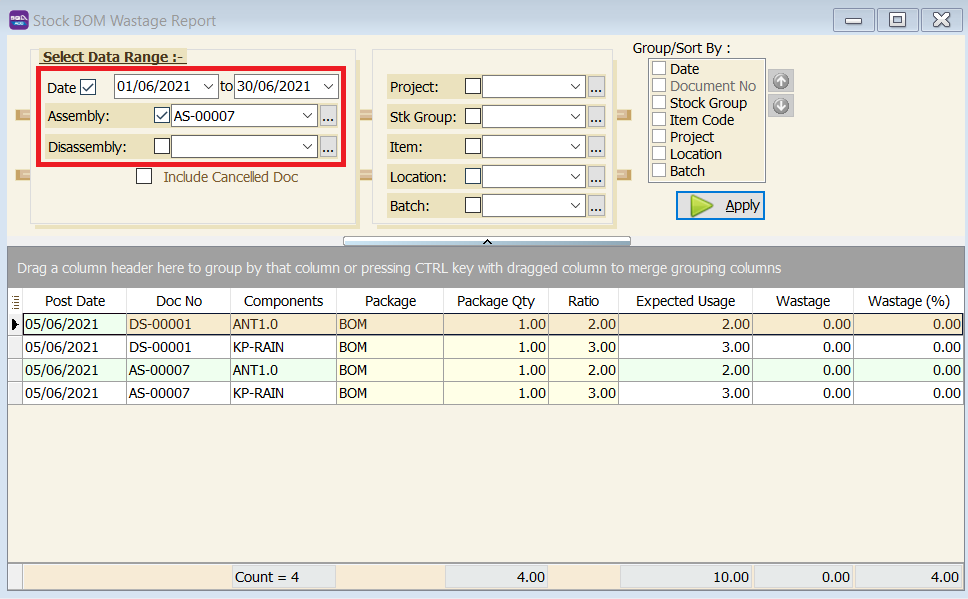 Stock BOM Wastage Report
Select Data Range :-
Date 01/06/2021 to 30/06/2021
Assembly: AS-00007 ...
Disassembly: ...
Include Cancelled Doc
Project: ...
Stk Group: ...
Item: ...
Location: ...
Batch: ...
Group/Sort By :
Date
Document No
Stock Group
Item Code
Project
Location
Batch
Apply
Drag a column header here to group by that column or pressing CTRL key with dragged column to merge grouping columns
Post Date Doc No Components Package Package Qty Ratio Expected Usage Wastage Wastage (%)
05/06/2021 DS-00001 ANT1.0 BOM 1.00 2.00 2.00 0.00 0.00
05/06/2021 DS-00001 KP-RAIN BOM 1.00 3.00 3.00 0.00 0.00
05/06/2021 AS-00007 ANT1.0 BOM 1.00 2.00 2.00 0.00 0.00
05/06/2021 AS-00007 KP-RAIN BOM 1.00 3.00 3.00 0.00 0.00
Count = 4 4.00 10.00 0.00 4.00